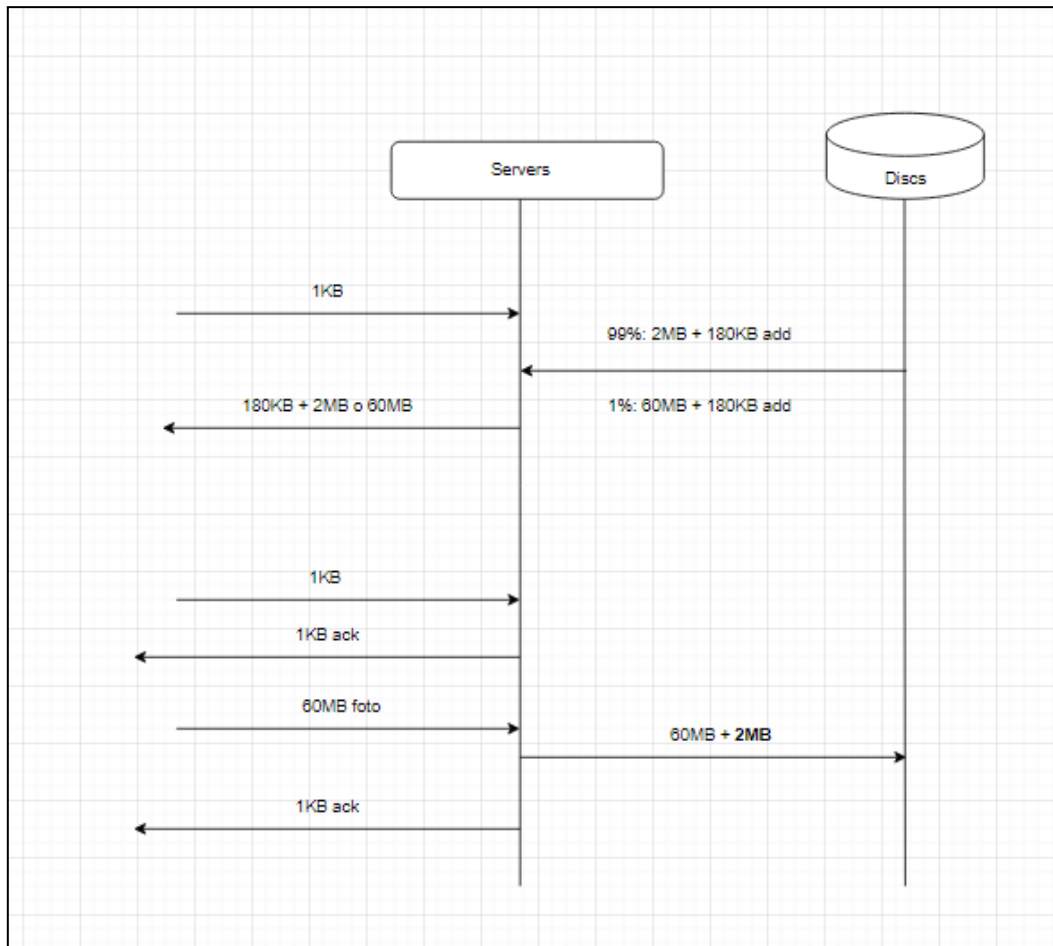 Servers
Discs
1KB
99%: 2MB + 180KB add
180KB + 2MB o 60MB
1%: 60MB + 180KB add
1KB
1KB ack
60MB foto
60MB + 2MB
1KB ack